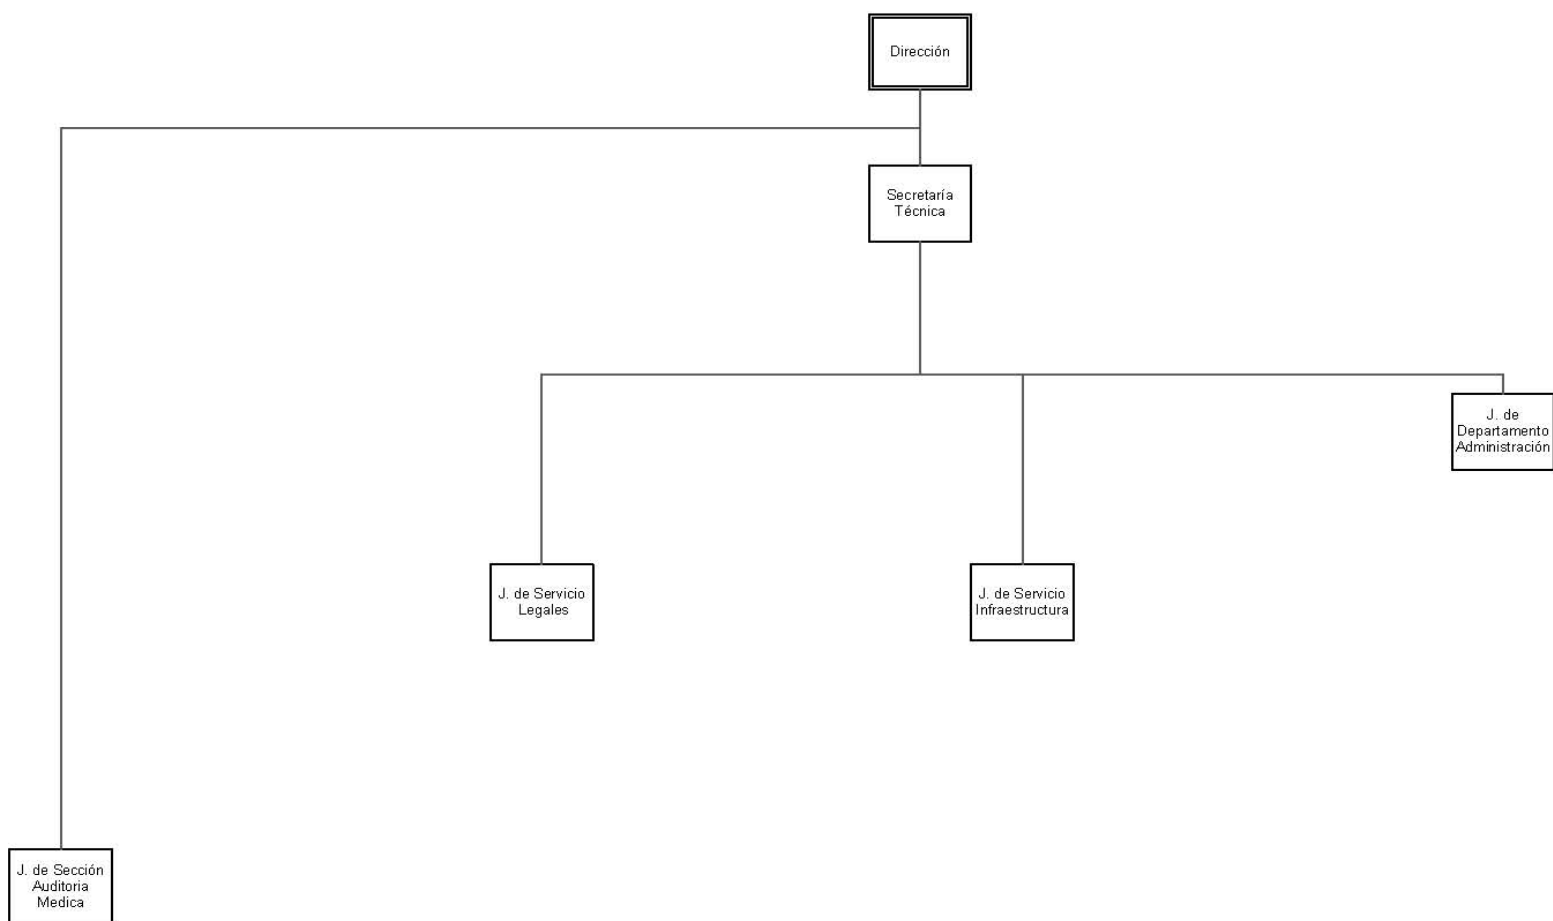 Dirección
Secretaría
Técnica
J. de
Departamento
Administración
J. de Servicio
Legales
J. de Servicio
Infraestructura
J. de Sección
Auditoria
Medica